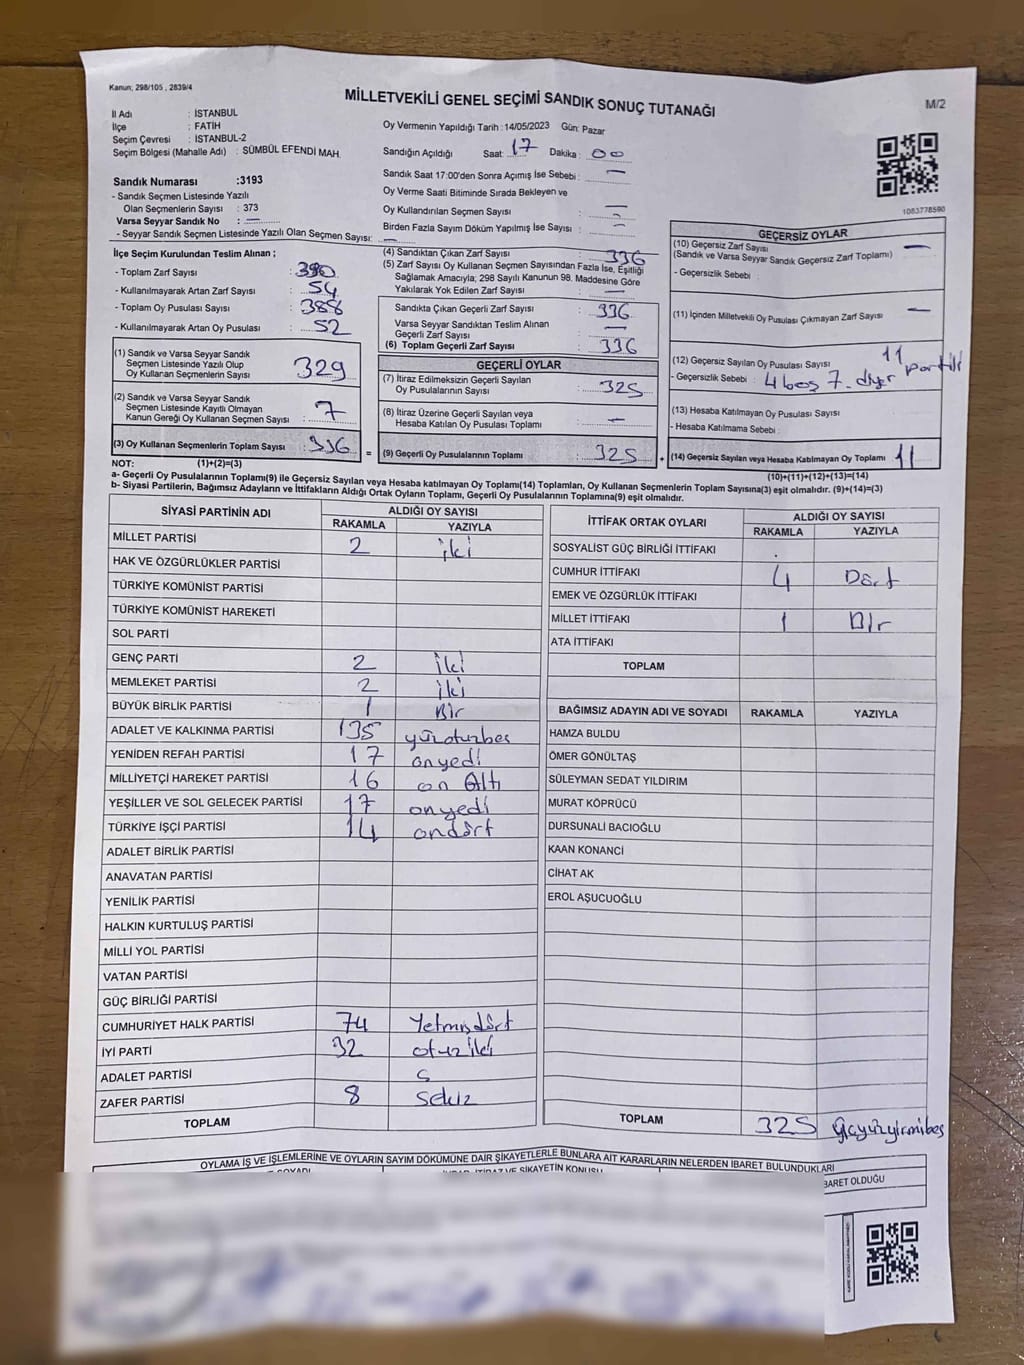 Kanun; 298/105 , 2839/4
MİLLETVEKİLİ GENEL SEÇİMİ SANDIK SONUÇ TUTANAĞI
M/2
İl Adı : İSTANBUL
İlçe : FATİH
Seçim Çevresi : İSTANBUL-2
Seçim Bölgesi (Mahalle Adı) : SÜMBÜL EFENDİ MAH.
Oy Vermenin Yapıldığı Tarih :14/05/2023 Gün: Pazar
Sandığın Açıldığı Saat: 17 Dakika : 00
Sandık Saat 17:00'den Sonra Açımış İse Sebebi : —
Oy Verme Saati Bitiminde Sırada Bekleyen ve
Oy Kullandırılan Seçmen Sayısı : —
Birden Fazla Sayım Döküm Yapılmış İse Sayısı : —
1083778590
Sandık Numarası :3193
- Sandık Seçmen Listesinde Yazılı
Olan Seçmenlerin Sayısı : 373
Varsa Seyyar Sandık No : —
- Seyyar Sandık Seçmen Listesinde Yazılı Olan Seçmen Sayısı: —
İlçe Seçim Kurulundan Teslim Alınan ;
- Toplam Zarf Sayısı : 390
- Kullanılmayarak Artan Zarf Sayısı : 54
- Toplam Oy Pusulası Sayısı : 388
- Kullanılmayarak Artan Oy Pusulası : 52
(1) Sandık ve Varsa Seyyar Sandık
Seçmen Listesinde Yazılı Olup
Oy Kullanan Seçmenlerin Sayısı : 329
(2) Sandık ve Varsa Seyyar Sandık
Seçmen Listesinde Kayıtlı Olmayan
Kanun Gereği Oy Kullanan Seçmen Sayısı : 7
(3) Oy Kullanan Seçmenlerin Toplam Sayısı : 336
(4) Sandıktan Çıkan Zarf Sayısı : 336
(5) Zarf Sayısı Oy Kullanan Seçmen Sayısından Fazla İse, Eşitliği
Sağlamak Amacıyla; 298 Sayılı Kanunun 98. Maddesine Göre
Yakılarak Yok Edilen Zarf Sayısı : —
Sandıkta Çıkan Geçerli Zarf Sayısı : 336
Varsa Seyyar Sandıktan Teslim Alınan
Geçerli Zarf Sayısı : —
(6) Toplam Geçerli Zarf Sayısı : 336
GEÇERLİ OYLAR
(7) İtiraz Edilmeksizin Geçerli Sayılan
Oy Pusulalarının Sayısı : 325
(8) İtiraz Üzerine Geçerli Sayılan veya
Hesaba Katılan Oy Pusulası Toplamı : —
= (9) Geçerli Oy Pusulalarının Toplamı : 325
GEÇERSİZ OYLAR
(10) Geçersiz Zarf Sayısı : —
(Sandık ve Varsa Seyyar Sandık Geçersiz Zarf Toplamı)
- Geçersizlik Sebebi :
(11) İçinden Milletvekili Oy Pusulası Çıkmayan Zarf Sayısı : —
(12) Geçersiz Sayılan Oy Pusulası Sayısı : 11
- Geçersizlik Sebebi : 4 boş 7. diyer partili
(13) Hesaba Katılmayan Oy Pusulası Sayısı
- Hesaba Katılmama Sebebi :
+ (14) Geçersiz Sayılan veya Hesaba Katılmayan Oy Toplamı : 11
NOT: (1)+(2)=(3)
(10)+(11)+(12)+(13)=(14)
a- Geçerli Oy Pusulalarının Toplamı(9) ile Geçersiz Sayılan veya Hesaba katılmayan Oy Toplamı(14) Toplamları, Oy Kullanan Seçmenlerin Toplam Sayısına(3) eşit olmalıdır. (9)+(14)=(3)
b- Siyasi Partilerin, Bağımsız Adayların ve İttifakların Aldığı Ortak Oyların Toplamı, Geçerli Oy Pusulalarının Toplamına(9) eşit olmalıdır.
SİYASİ PARTİNİN ADI ALDIĞI OY SAYISI
RAKAMLA YAZIYLA
MİLLET PARTİSİ 2 iki
HAK VE ÖZGÜRLÜKLER PARTİSİ
TÜRKİYE KOMÜNİST PARTİSİ
TÜRKİYE KOMÜNİST HAREKETİ
SOL PARTİ
GENÇ PARTİ 2 iki
MEMLEKET PARTİSİ 2 iki
BÜYÜK BİRLİK PARTİSİ 1 Bir
ADALET VE KALKINMA PARTİSİ 135 yüzoturbeş
YENİDEN REFAH PARTİSİ 17 onyedi
MİLLİYETÇİ HAREKET PARTİSİ 16 on Altı
YEŞİLLER VE SOL GELECEK PARTİSİ 17 onyedi
TÜRKİYE İŞÇİ PARTİSİ 14 ondört
ADALET BİRLİK PARTİSİ
ANAVATAN PARTİSİ
YENİLİK PARTİSİ
HALKIN KURTULUŞ PARTİSİ
MİLLİ YOL PARTİSİ
VATAN PARTİSİ
GÜÇ BİRLİĞİ PARTİSİ
CUMHURİYET HALK PARTİSİ 74 Yetmişdört
İYİ PARTİ 32 otuziki
ADALET PARTİSİ
ZAFER PARTİSİ 8 Sekiz
TOPLAM
İTTİFAK ORTAK OYLARI ALDIĞI OY SAYISI
RAKAMLA YAZIYLA
SOSYALİST GÜÇ BİRLİĞİ İTTİFAKI
CUMHUR İTTİFAKI 4 Dört
EMEK VE ÖZGÜRLÜK İTTİFAKI
MİLLET İTTİFAKI 1 Bir
ATA İTTİFAKI
TOPLAM
BAĞIMSIZ ADAYIN ADI VE SOYADI RAKAMLA YAZIYLA
HAMZA BULDU
ÖMER GÖNÜLTAŞ
SÜLEYMAN SEDAT YILDIRIM
MURAT KÖPRÜCÜ
DURSUNALİ BACIOĞLU
KAAN KONANCİ
CİHAT AK
EROL AŞUCUOĞLU
TOPLAM 325 üçyüzyirmibeş
OYLAMA İŞ VE İŞLEMLERİNE VE OYLARIN SAYIM DÖKÜMÜNE DAİR ŞİKAYETLERLE BUNLARA AİT KARARLARIN NELERDEN İBARET BULUNDUKLARI
SOYADI İTİRAZ VE ŞİKAYETİN KONUSU BARET OLDUĞU